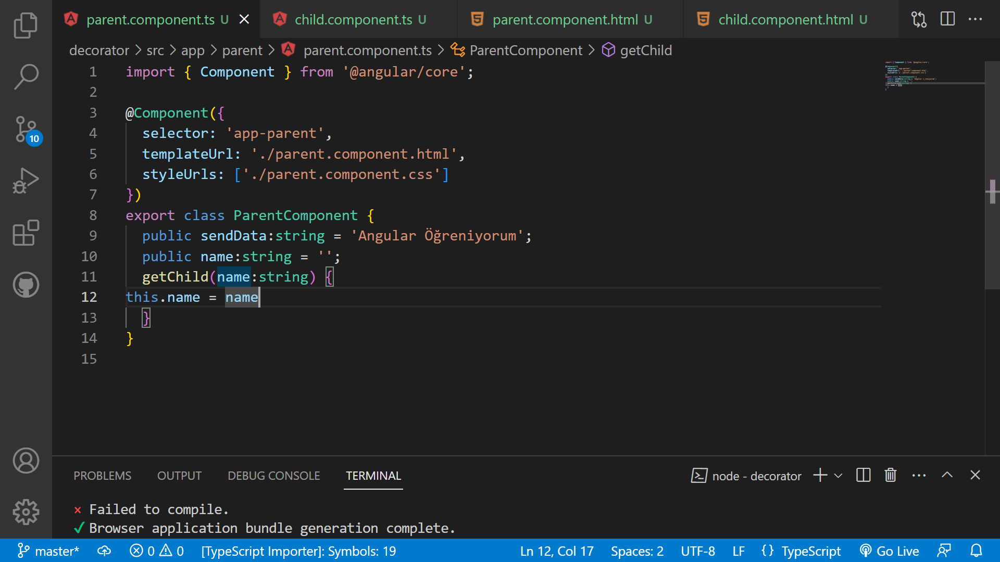 parent.component.ts U
child.component.ts U
parent.component.html U
child.component.html U
decorator > src > app > parent > parent.component.ts > ParentComponent > getChild
1 import { Component } from '@angular/core';
2
3 @Component({
4 selector: 'app-parent',
5 templateUrl: './parent.component.html',
6 styleUrls: ['./parent.component.css']
7 })
8 export class ParentComponent {
9 public sendData:string = 'Angular Öğreniyorum';
10 public name:string = '';
11 getChild(name:string) {
12 this.name = name
13 }
14 }
15
10
PROBLEMS OUTPUT DEBUG CONSOLE TERMINAL node - decorator
× Failed to compile.
✓ Browser application bundle generation complete.
master* 0 0 [TypeScript Importer]: Symbols: 19 Ln 12, Col 17 Spaces: 2 UTF-8 LF {} TypeScript Go Live